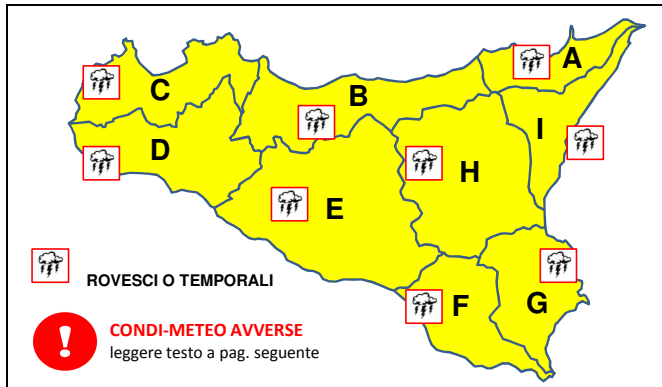 A
C
B
I
D
H
E
F
G
ROVESCI O TEMPORALI
!
CONDI-METEO AVVERSE
leggere testo a pag. seguente